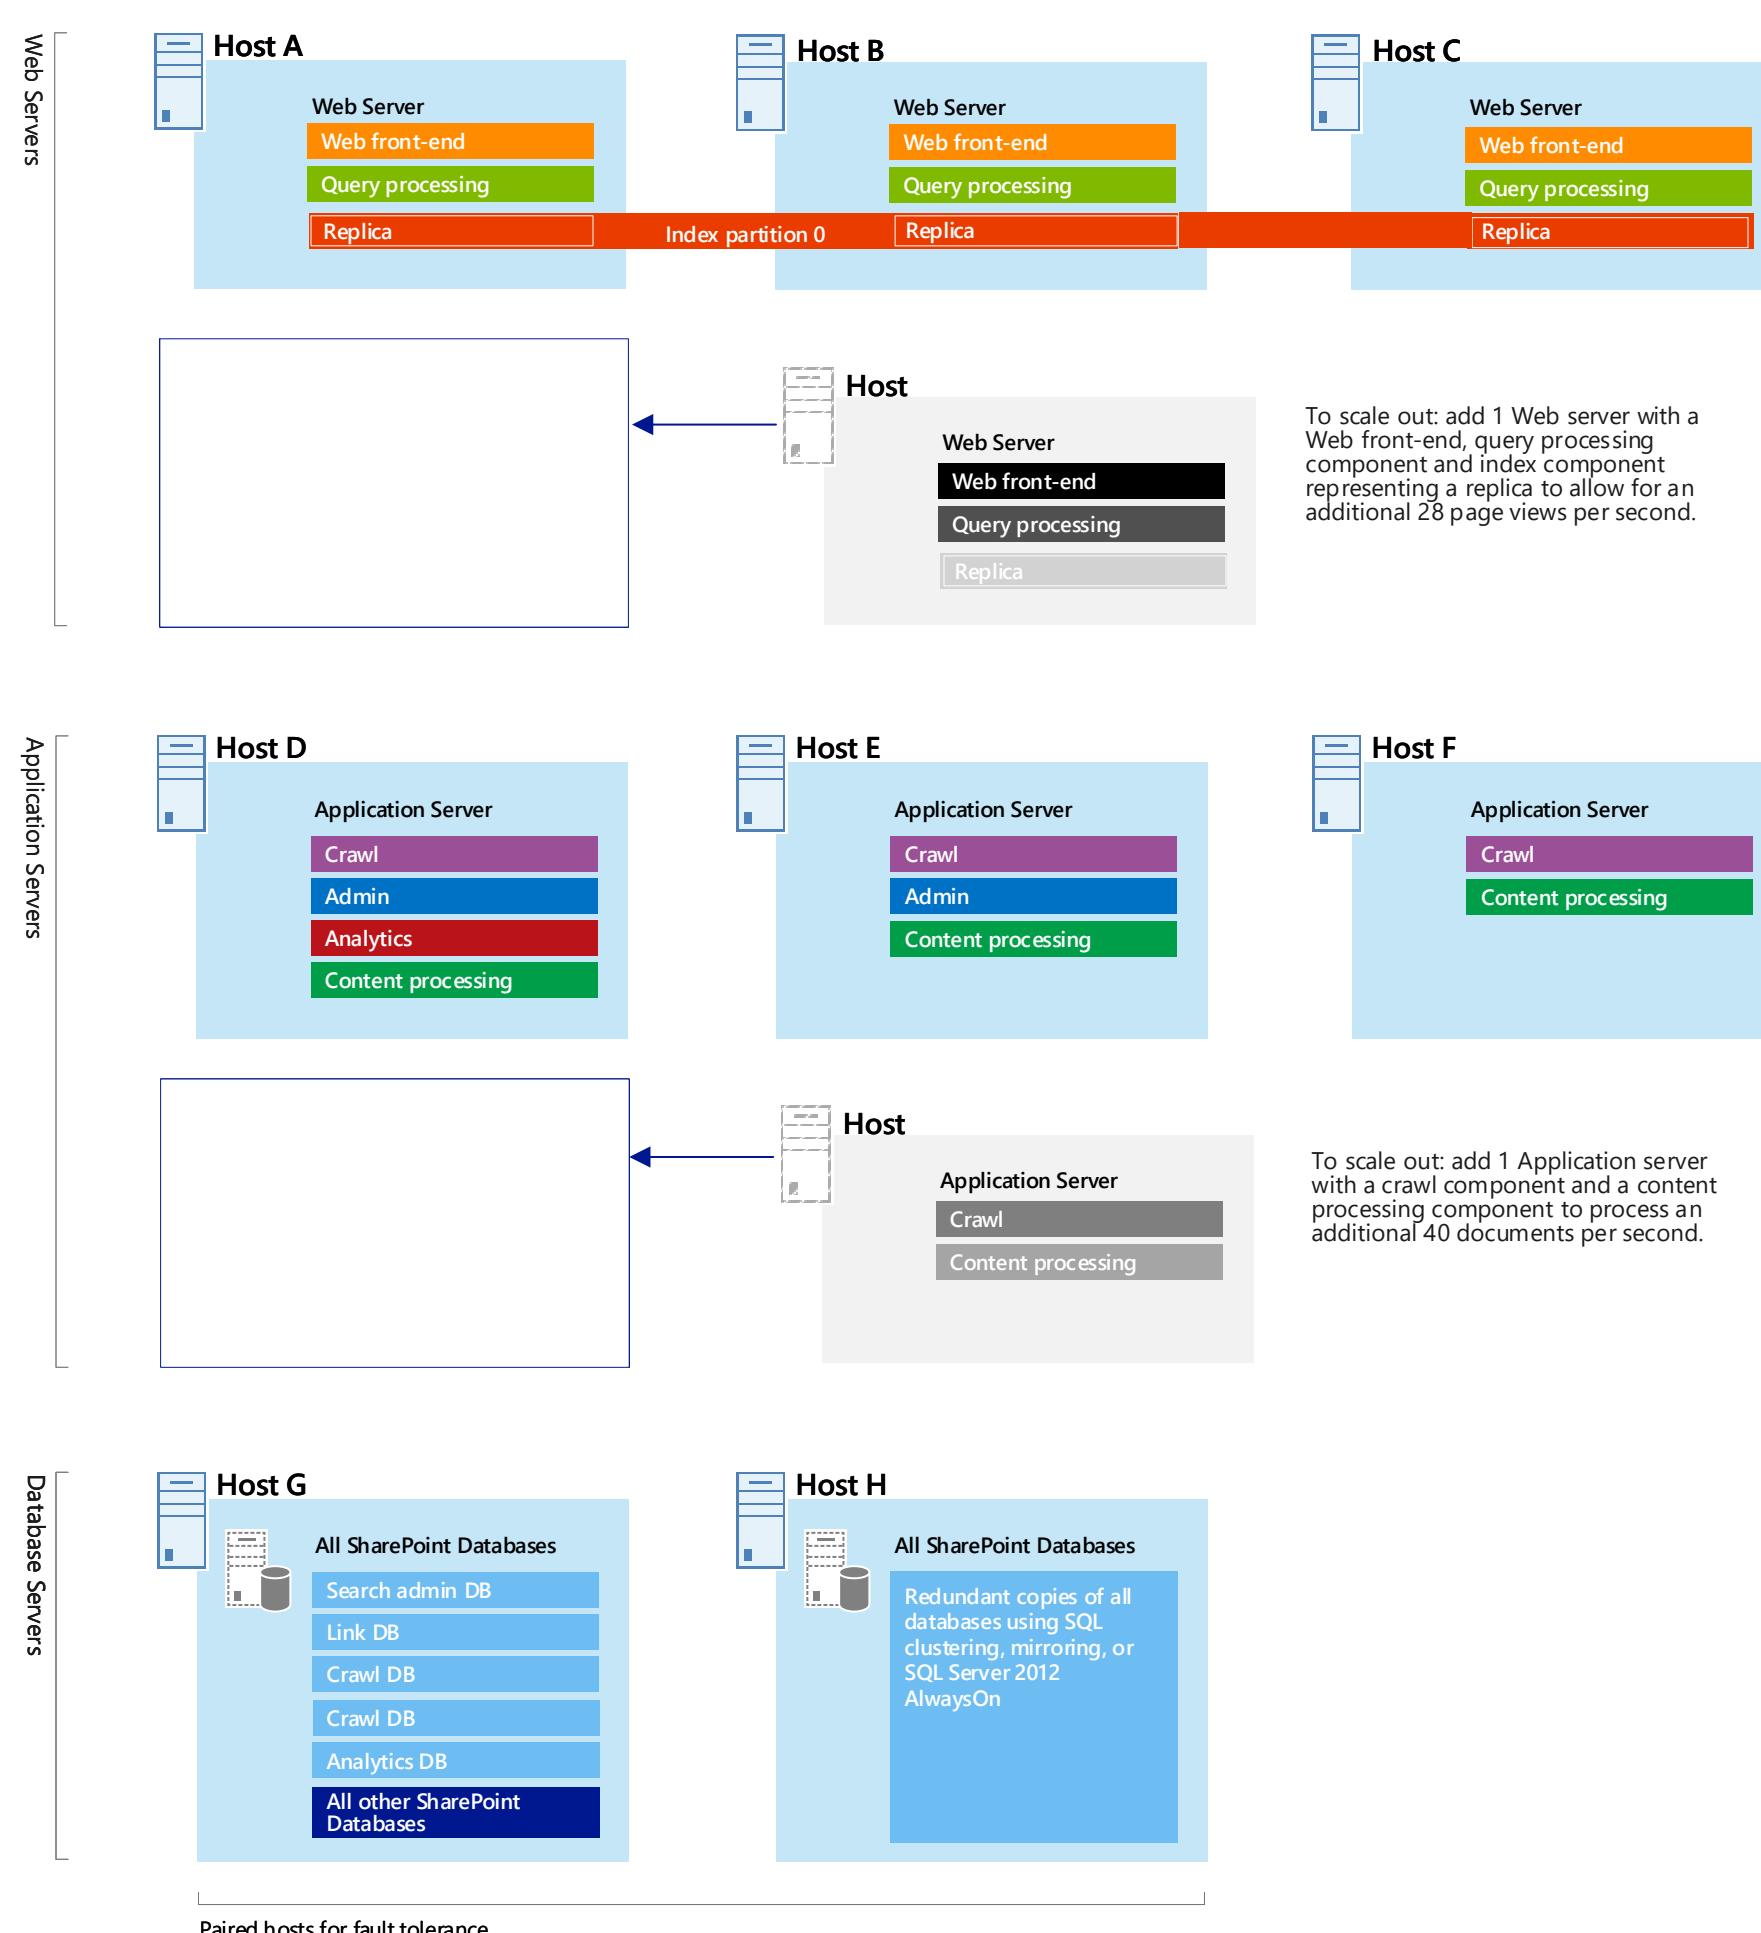 Web Servers
Host A
Web Server
Web front-end
Query processing
Replica
Index partition 0
Host B
Web Server
Web front-end
Query processing
Replica
Host C
Web Server
Web front-end
Query processing
Replica
Host
Web Server
Web front-end
Query processing
Replica
To scale out: add 1 Web server with a
Web front-end, query processing
component and index component
representing a replica to allow for an
additional 28 page views per second.
Application Servers
Host D
Application Server
Crawl
Admin
Analytics
Content processing
Host E
Application Server
Crawl
Admin
Content processing
Host F
Application Server
Crawl
Content processing
Host
Application Server
Crawl
Content processing
To scale out: add 1 Application server
with a crawl component and a content
processing component to process an
additional 40 documents per second.
Database Servers
Host G
All SharePoint Databases
Search admin DB
Link DB
Crawl DB
Crawl DB
Analytics DB
All other SharePoint
Databases
Host H
All SharePoint Databases
Redundant copies of all
databases using SQL
clustering, mirroring, or
SQL Server 2012
AlwaysOn
Paired hosts for fault tolerance